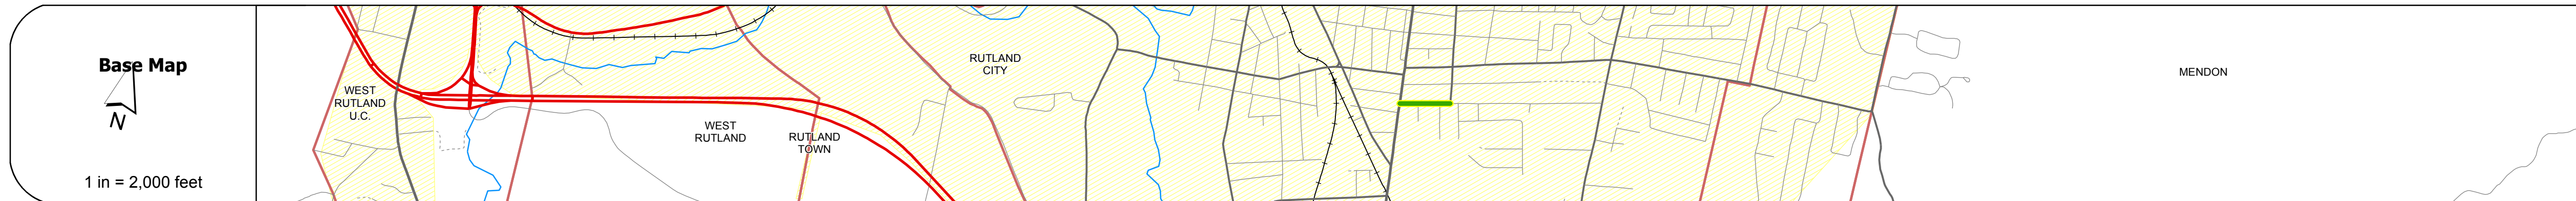 Base Map
N
1 in = 2,000 feet
WEST
RUTLAND
U.C.
WEST
RUTLAND
RUTLAND
TOWN
RUTLAND
CITY
MENDON